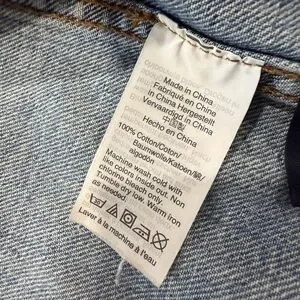 Made in China
Fabriqué en Chine
in China Hergestellt
Vervaardigd in China
中国製
Hecho en China
100% Cotton/Coton/
Baumwolle/Katoen/綿/
algodón
Machine wash cold with
like colors inside out. Non
chlorine bleach only.
Tumble dry low. Warm iron
as needed.
Laver à la machine à l'eau